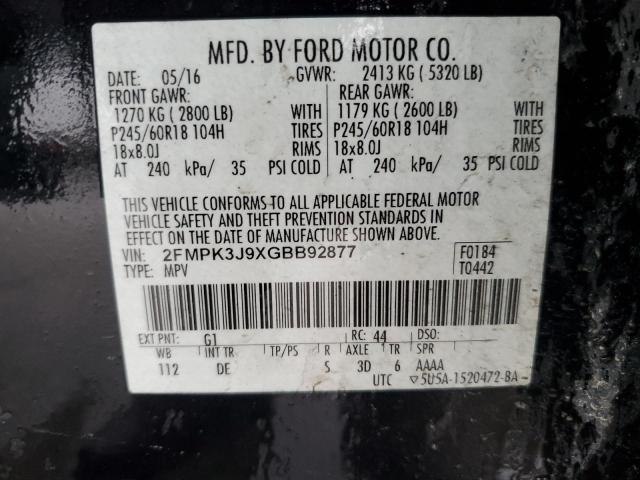 MFD. BY FORD MOTOR CO.
DATE: 05/16 GVWR: 2413 KG ( 5320 LB)
FRONT GAWR: REAR GAWR:
1270 KG ( 2800 LB) WITH 1179 KG ( 2600 LB) WITH
P245/60R18 104H TIRES P245/60R18 104H TIRES
18x8.0J RIMS 18x8.0J RIMS
AT 240 kPa/ 35 PSI COLD AT 240 kPa/ 35 PSI COLD
THIS VEHICLE CONFORMS TO ALL APPLICABLE FEDERAL MOTOR
VEHICLE SAFETY AND THEFT PREVENTION STANDARDS IN
EFFECT ON THE DATE OF MANUFACTURE SHOWN ABOVE.
VIN: 2FMPK3J9XGBB92877 F0184
TYPE: MPV T0442
EXT PNT: G1 RC: 44 DSO:
WB INT TR TP/PS R AXLE TR SPR
112 DE S 3D 6 AAAA
UTC ▽5U5A-1520472-BA